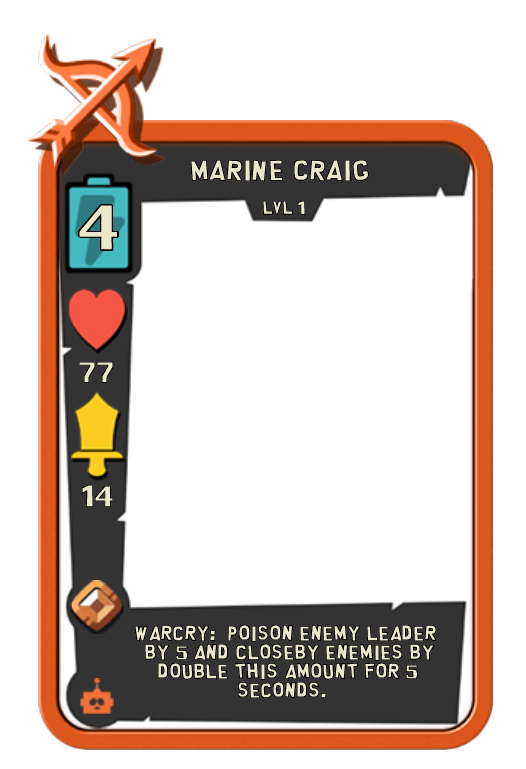 MARINE CRAIG
LVL 1
4
77
14
WARCRY: POISON ENEMY LEADER
BY 5 AND CLOSEBY ENEMIES BY
DOUBLE THIS AMOUNT FOR 5
SECONDS.